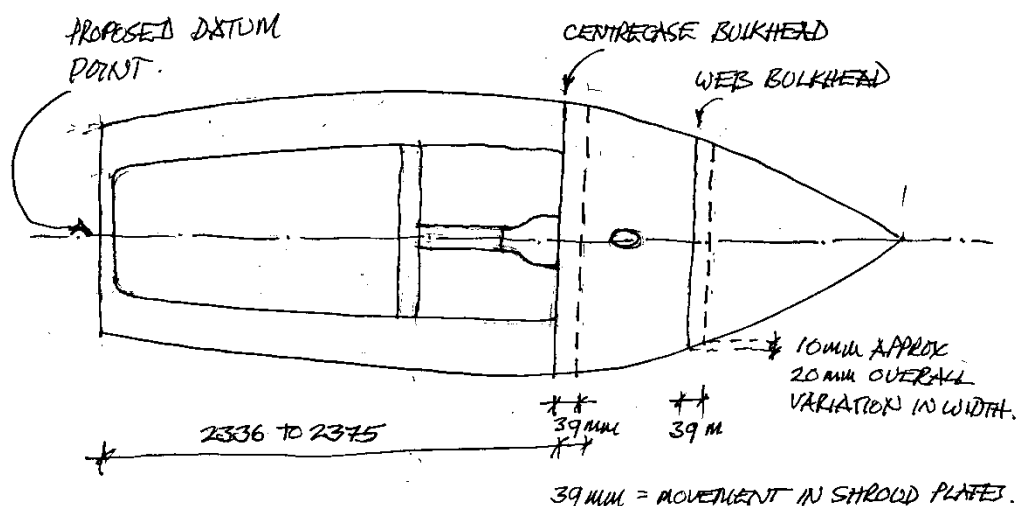 PROPOSED DATUM
POINT.
CENTRECASE BULKHEAD
WEB BULKHEAD
10mm APPROX
20mm OVERALL
VARIATION IN WIDTH.
39mm
39 M
2336 TO 2375
39mm = MOVEMENT IN SHROUD PLATES.